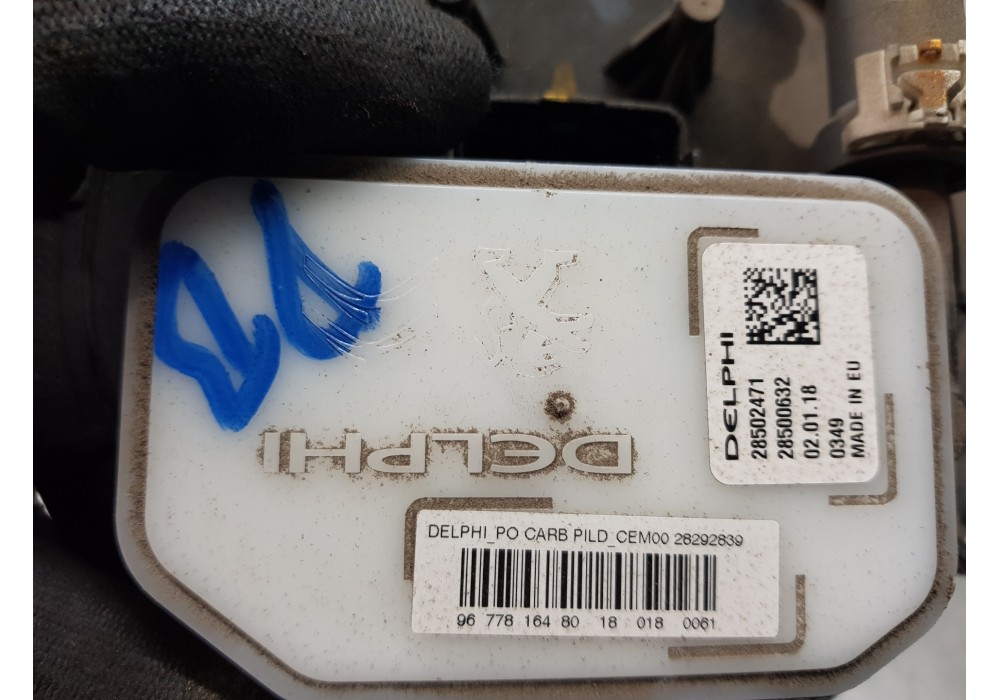 DELPHI
28502471
28500632
02.01.18
0349
MADE IN EU
DELPHI
DELPHI_PO CARB PILD_CEM00 28292839
96 778 164 80 18 018 0061